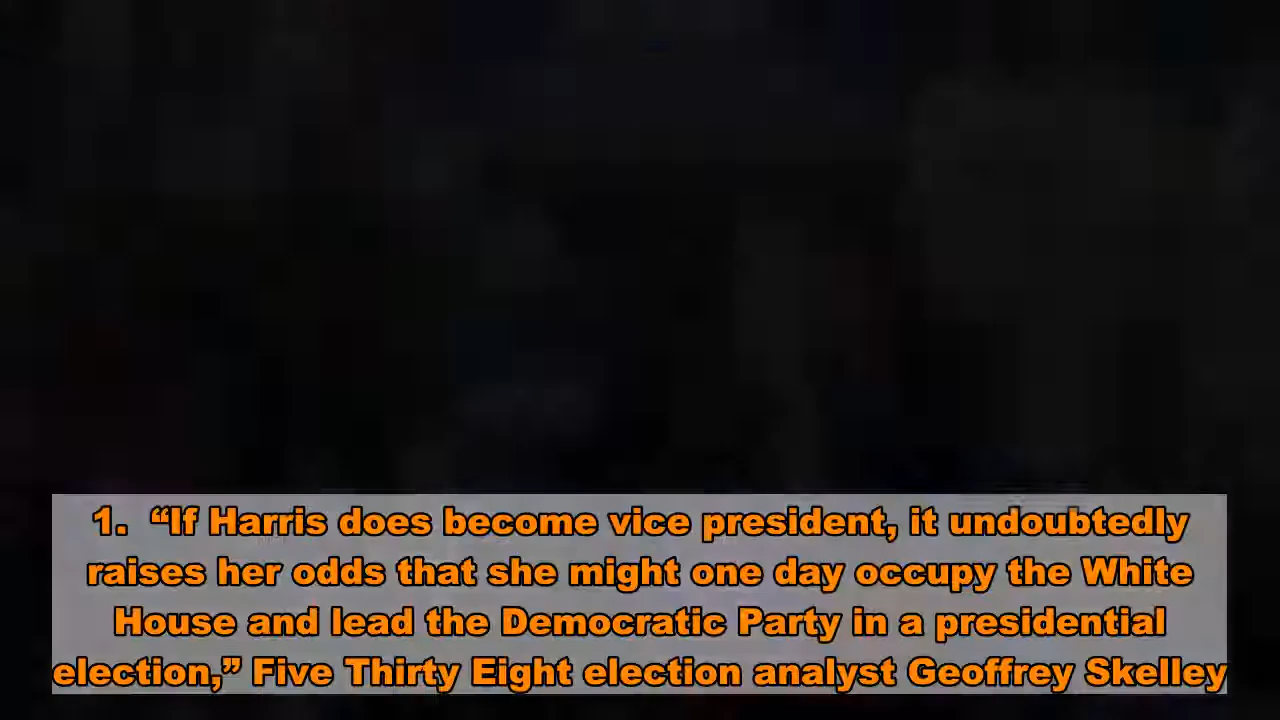 1.  “If Harris does become vice president, it undoubtedly
raises her odds that she might one day occupy the White
House and lead the Democratic Party in a presidential
election,” Five Thirty Eight election analyst Geoffrey Skelley